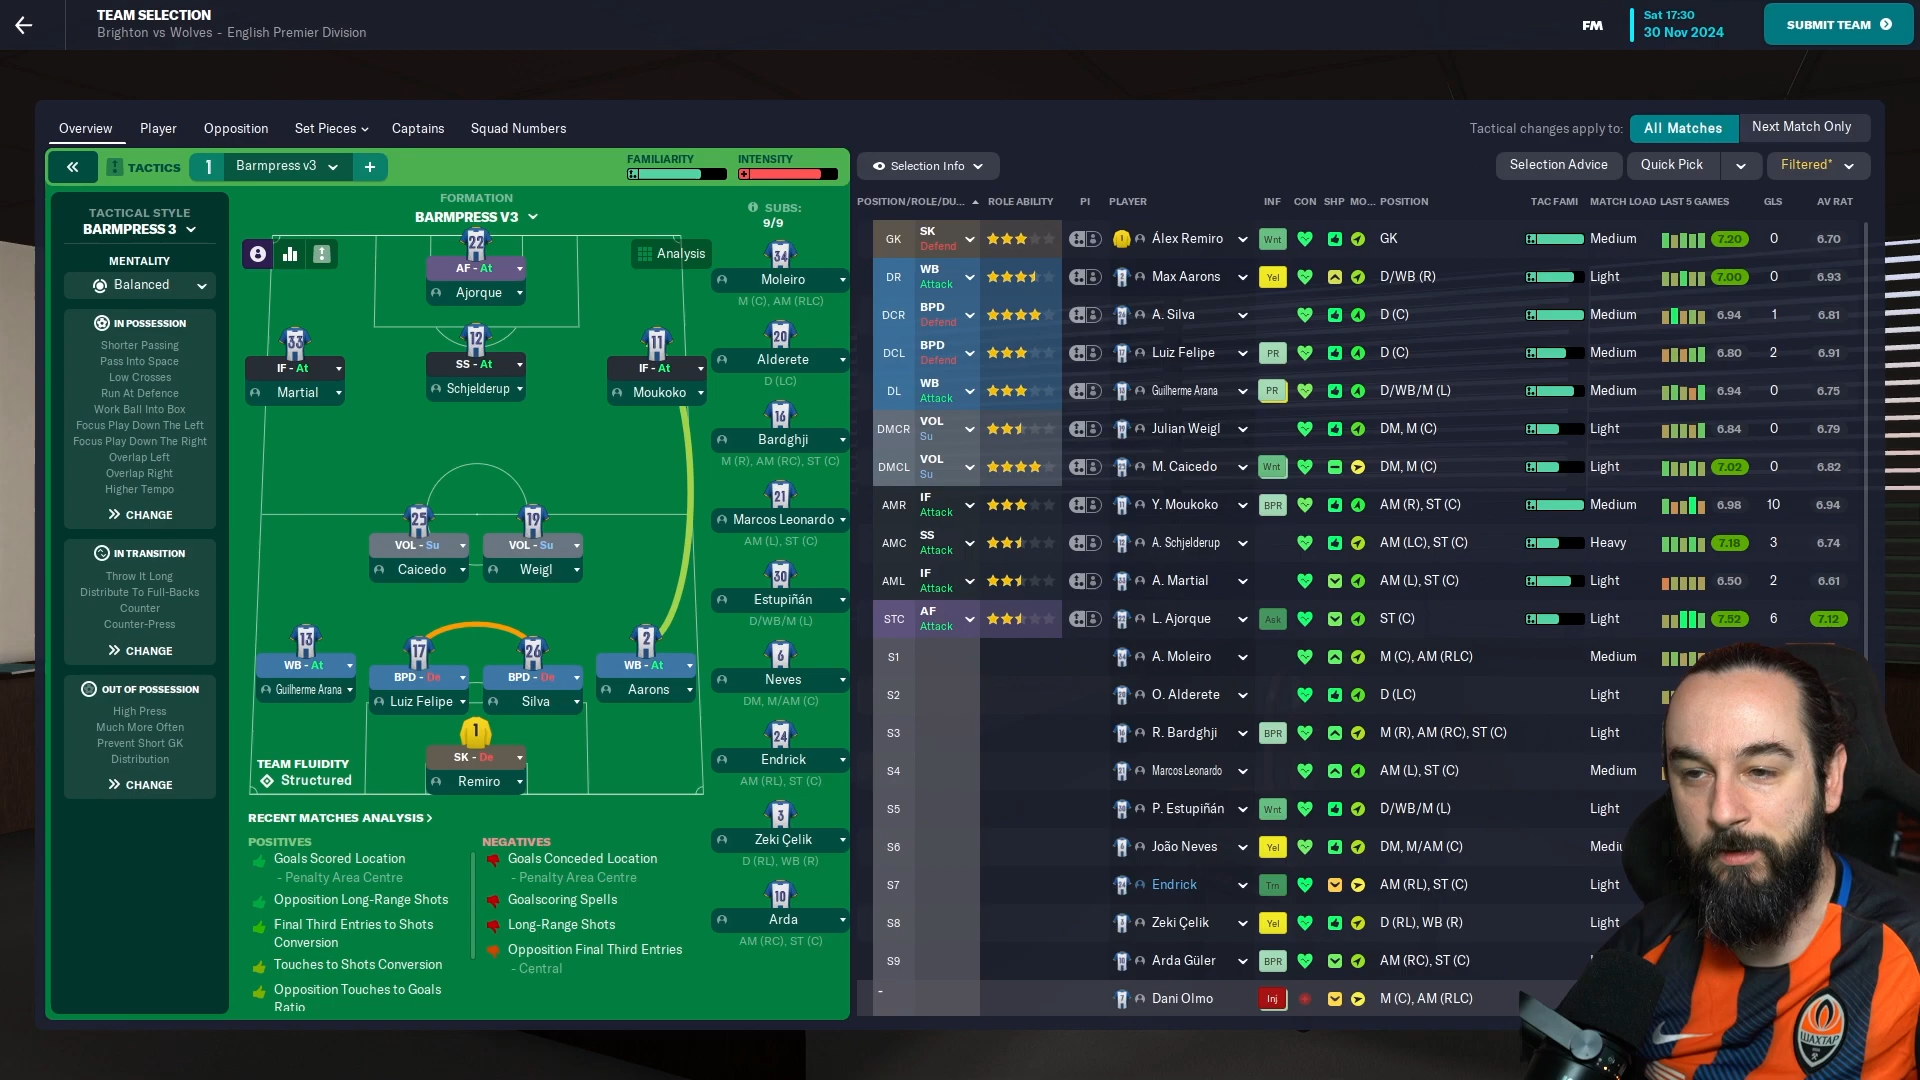 TEAM SELECTION
Brighton vs Wolves - English Premier Division
FM
Sat 17:30
30 Nov 2024
SUBMIT TEAM
Overview Player Opposition Set Pieces Captains Squad Numbers
Tactical changes apply to: All Matches Next Match Only
TACTICS 1 Barmpress v3 +
FAMILIARITY
INTENSITY
Selection Info
Selection Advice Quick Pick Filtered*
TACTICAL STYLE
BARMPRESS 3
MENTALITY
Balanced
IN POSSESSION
Shorter Passing
Pass Into Space
Low Crosses
Run At Defence
Work Ball Into Box
Focus Play Down The Left
Focus Play Down The Right
Overlap Left
Overlap Right
Higher Tempo
CHANGE
IN TRANSITION
Throw It Long
Distribute To Full-Backs
Counter
Counter-Press
CHANGE
OUT OF POSSESSION
High Press
Much More Often
Prevent Short GK
Distribution
CHANGE
FORMATION
BARMPRESS V3
Analysis
22
AF - At
Ajorque
33
IF - At
Martial
12
SS - At
Schjelderup
11
IF - At
Moukoko
25
VOL - Su
Caicedo
19
VOL - Su
Weigl
13
WB - At
Guilherme Arana
17
BPD - De
Luiz Felipe
26
BPD - De
Silva
2
WB - At
Aarons
1
SK - De
Remiro
TEAM FLUIDITY
Structured
RECENT MATCHES ANALYSIS >
POSITIVES
Goals Scored Location
- Penalty Area Centre
Opposition Long-Range Shots
Final Third Entries to Shots
Conversion
Touches to Shots Conversion
Opposition Touches to Goals
Ratio
NEGATIVES
Goals Conceded Location
- Penalty Area Centre
Goalscoring Spells
Long-Range Shots
Opposition Final Third Entries
- Central
SUBS:
9/9
34
Moleiro
M (C), AM (RLC)
20
Alderete
D (LC)
16
Bardghji
M (R), AM (RC), ST (C)
21
Marcos Leonardo
AM (L), ST (C)
30
Estupiñán
D/WB/M (L)
6
Neves
DM, M/AM (C)
24
Endrick
AM (RL), ST (C)
3
Zeki Çelik
D (RL), WB (R)
10
Arda
AM (RC), ST (C)
POSITION/ROLE/DU... ROLE ABILITY PI PLAYER INF CON SHP MO... POSITION TAC FAMI MATCH LOAD LAST 5 GAMES GLS AV RAT
GK SK Defend Álex Remiro Wnt GK Medium 7.20 0 6.70
DR WB Attack Max Aarons Yel D/WB (R) Light 7.00 0 6.93
DCR BPD Defend A. Silva D (C) Medium 6.94 1 6.81
DCL BPD Defend Luiz Felipe PR D (C) Medium 6.80 2 6.91
DL WB Attack Guilherme Arana PR D/WB/M (L) Medium 6.94 0 6.75
DMCR VOL Su Julian Weigl DM, M (C) Light 6.84 0 6.79
DMCL VOL Su M. Caicedo Wnt DM, M (C) Light 7.02 0 6.82
AMR IF Attack Y. Moukoko BPR AM (R), ST (C) Medium 6.98 10 6.94
AMC SS Attack A. Schjelderup AM (LC), ST (C) Heavy 7.18 3 6.74
AML IF Attack A. Martial AM (L), ST (C) Light 6.50 2 6.61
STC AF Attack L. Ajorque Ask ST (C) Light 7.52 6 7.12
S1 A. Moleiro M (C), AM (RLC) Medium
S2 O. Alderete D (LC) Light
S3 R. Bardghji BPR M (R), AM (RC), ST (C) Light
S4 Marcos Leonardo AM (L), ST (C) Medium
S5 P. Estupiñán Wnt D/WB/M (L) Light
S6 João Neves Yel DM, M/AM (C)
S7 Endrick Trn AM (RL), ST (C) Light
S8 Zeki Çelik Yel D (RL), WB (R) Light
S9 Arda Güler BPR AM (RC), ST (C)
- Dani Olmo Inj M (C), AM (RLC)
ШАХТАР